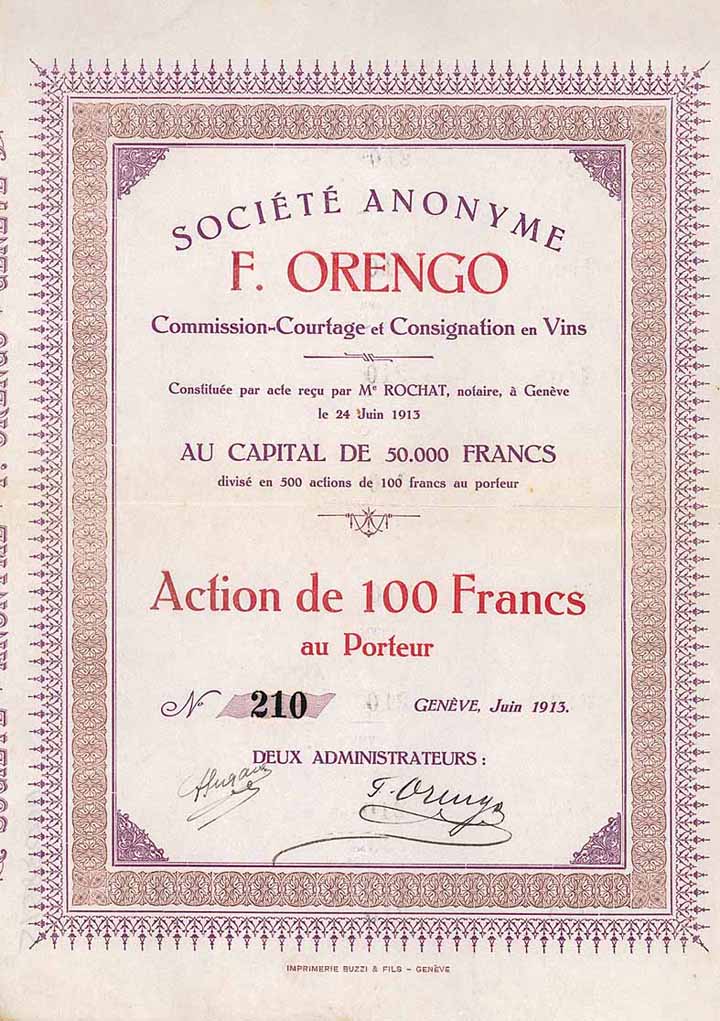 SOCIÉTÉ ANONYME
F. ORENGO
Commission-Courtage et Consignation en Vins
Constituée par acte reçu par Me ROCHAT, notaire, à Genève
le 24 Juin 1913
AU CAPITAL DE 50.000 FRANCS
divisé en 500 actions de 100 francs au porteur
Action de 100 Francs
au Porteur
No 210
GENÈVE, Juin 1913.
DEUX ADMINISTRATEURS :
F. Orengo
IMPRIMERIE BUZZI & FILS - GENÈVE